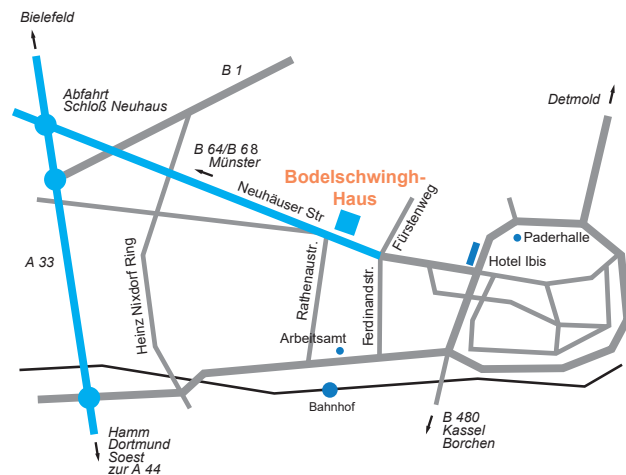 Bielefeld
B 1
Abfahrt
Schloß Neuhaus
Detmold
B 64/B 68
Münster
Bodelschwingh-
Haus
Neuhäuser Str
Fürstenweg
Paderhalle
Hotel Ibis
A 33
Heinz Nixdorf Ring
Rathenaustr.
Ferdinandstr.
Arbeitsamt
Bahnhof
B 480
Kassel
Borchen
Hamm
Dortmund
Soest
zur A 44